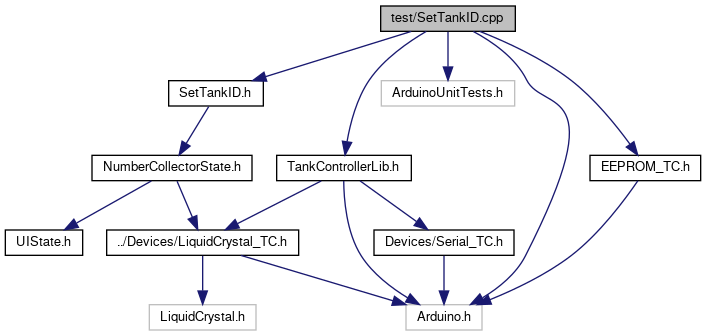 test/SetTankID.cpp
SetTankID.h
ArduinoUnitTests.h
NumberCollectorState.h
TankControllerLib.h
EEPROM_TC.h
UIState.h
../Devices/LiquidCrystal_TC.h
Devices/Serial_TC.h
LiquidCrystal.h
Arduino.h